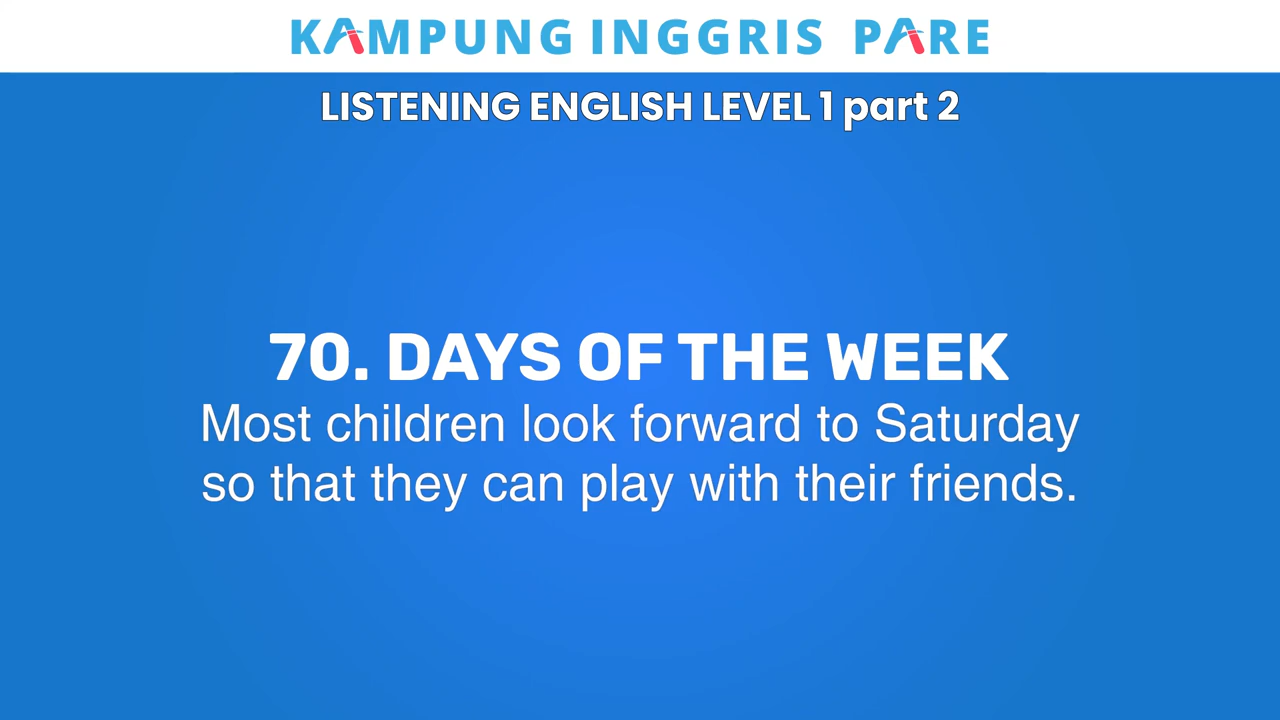 KAMPUNG INGGRIS PARE
LISTENING ENGLISH LEVEL 1 part 2
70. DAYS OF THE WEEK
Most children look forward to Saturday
so that they can play with their friends.